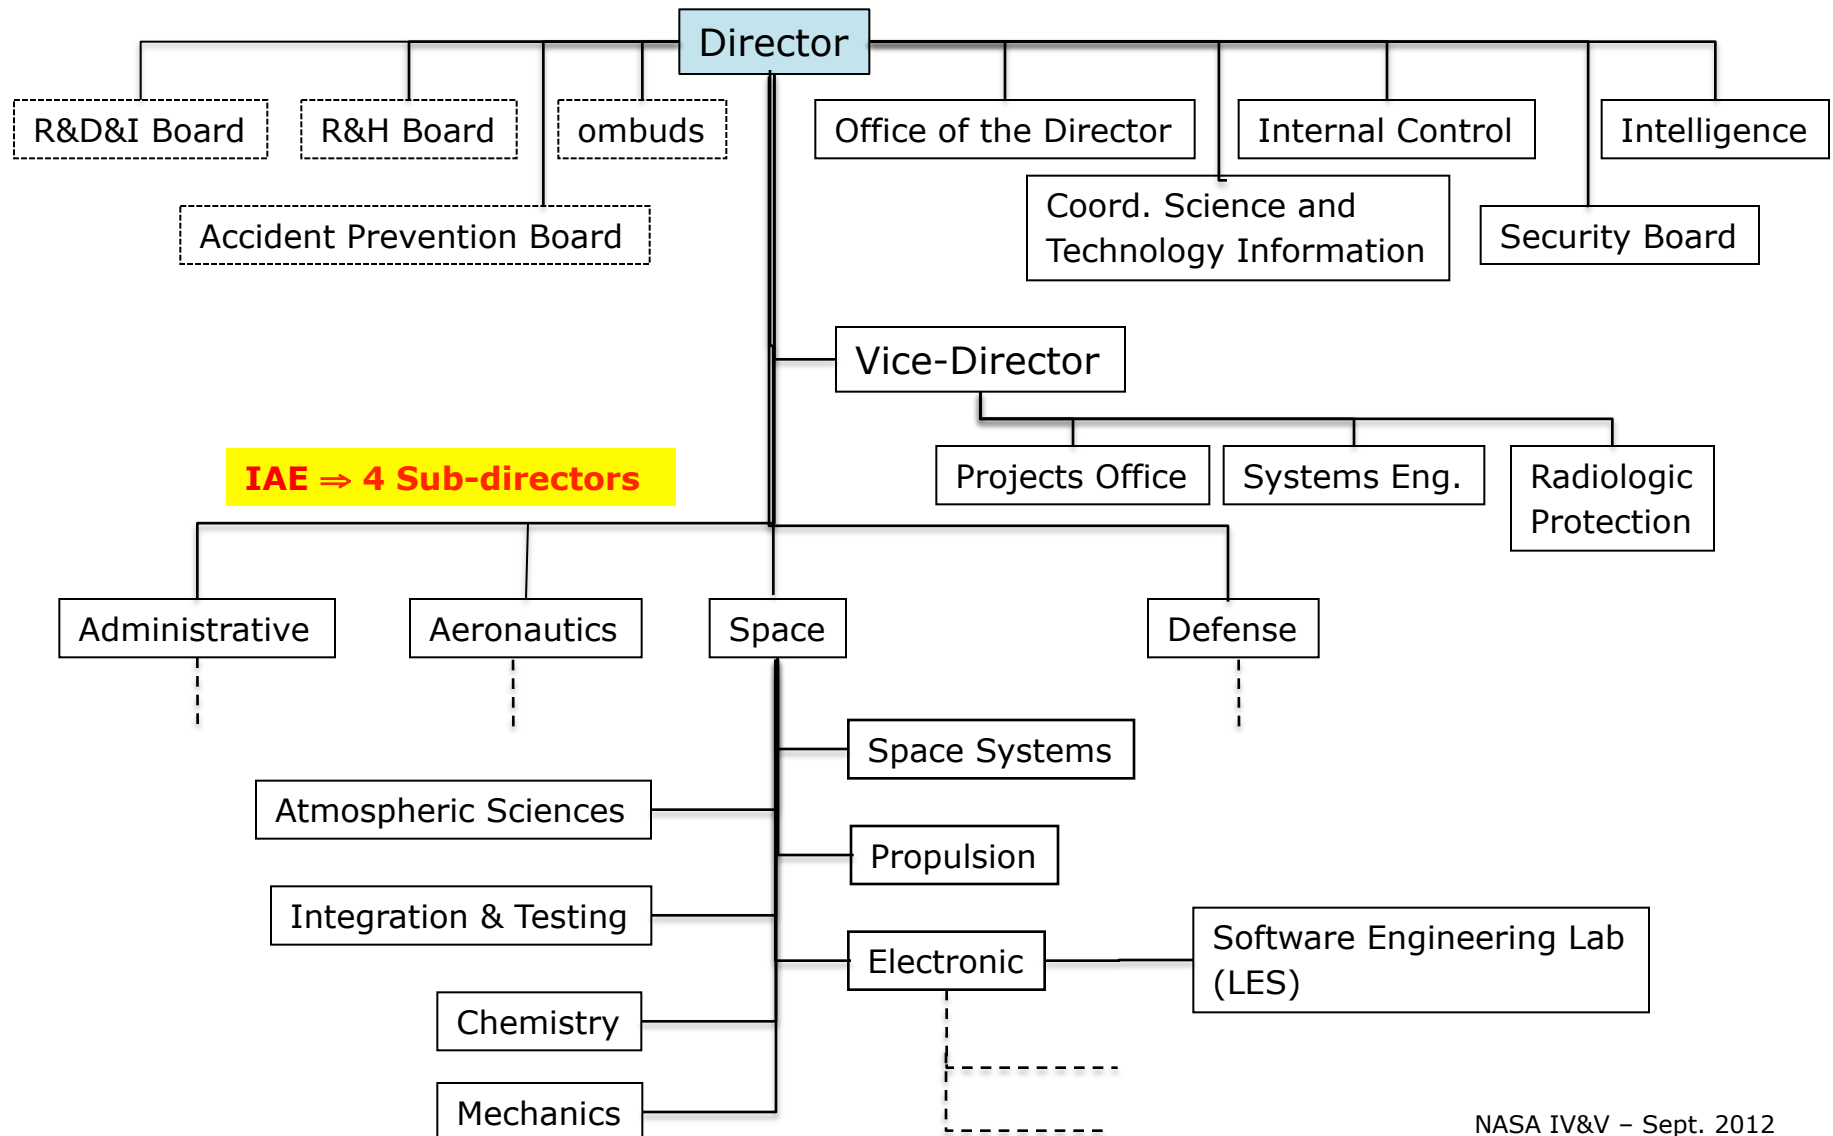 Director
R&D&I Board
R&H Board
ombuds
Office of the Director
Internal Control
Intelligence
Accident Prevention Board
Coord. Science and
Technology Information
Security Board
Vice-Director
IAE ⇒ 4 Sub-directors
Projects Office
Systems Eng.
Radiologic
Protection
Administrative
Aeronautics
Space
Defense
Space Systems
Atmospheric Sciences
Propulsion
Integration & Testing
Electronic
Software Engineering Lab
(LES)
Chemistry
Mechanics
NASA IV&V – Sept. 2012